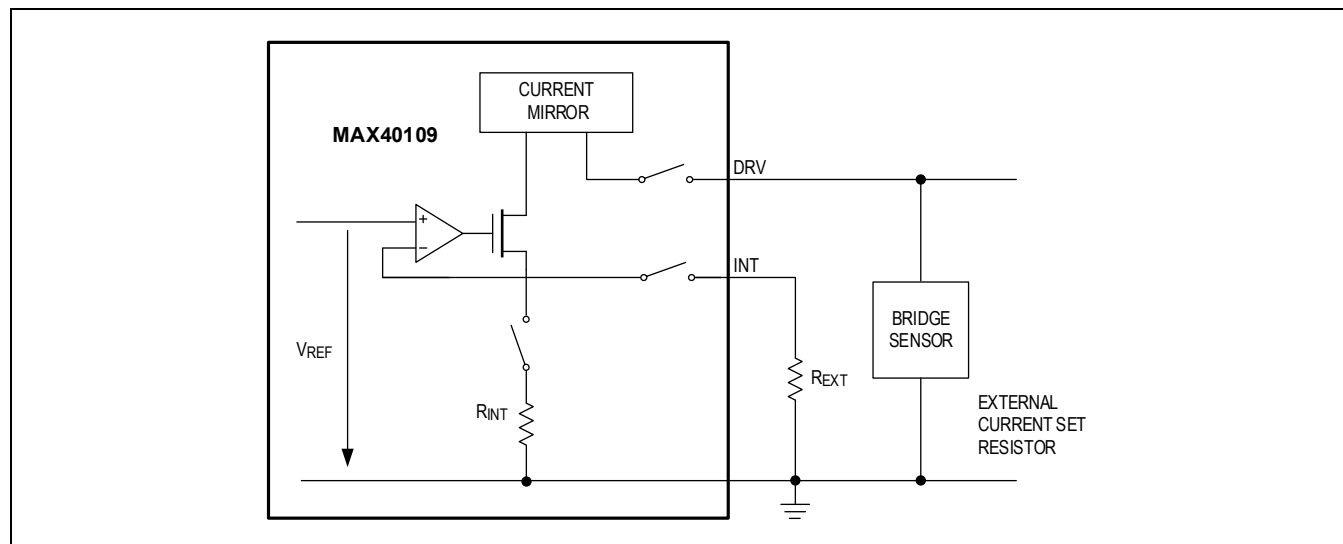 CURRENT
MIRROR
MAX40109
DRV
+
−
INT
VREF
RINT
REXT
BRIDGE
SENSOR
EXTERNAL
CURRENT SET
RESISTOR